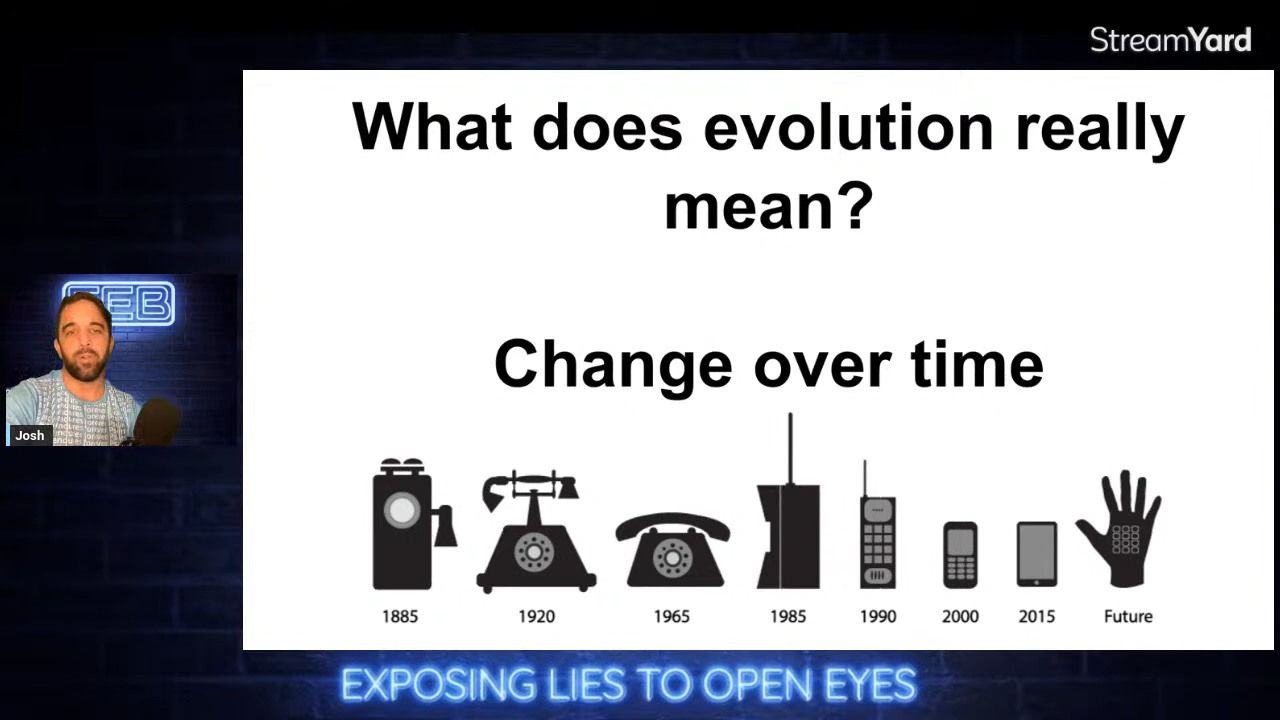 StreamYard
What does evolution really
mean?
Change over time
1885 1920 1965 1985 1990 2000 2015 Future
Josh
EXPOSING LIES TO OPEN EYES